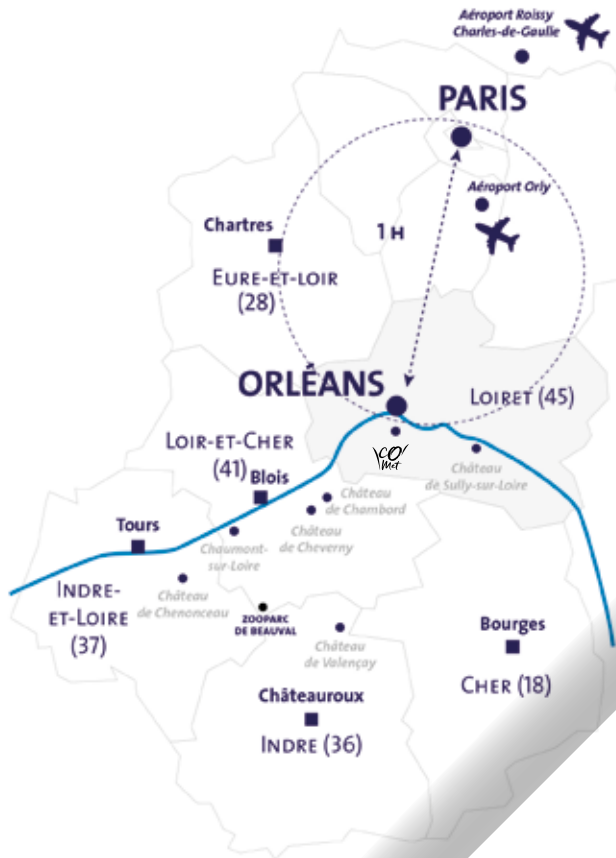 Aéroport Roissy
Charles-de-Gaulle
PARIS
Aéroport Orly
Chartres
1 H
EURE-ET-LOIR
(28)
ORLÉANS
LOIRET (45)
LOIR-ET-CHER
(41)
CO'
Met
Blois
Château
de Sully-sur-Loire
Château
de Chambord
Tours
Chaumont-
sur-Loire
Château
de Cheverny
INDRE-
ET-LOIRE
(37)
Château
de Chenonceau
ZOOPARC
DE BEAUVAL
Château
de Valençay
Bourges
CHER (18)
Châteauroux
INDRE (36)